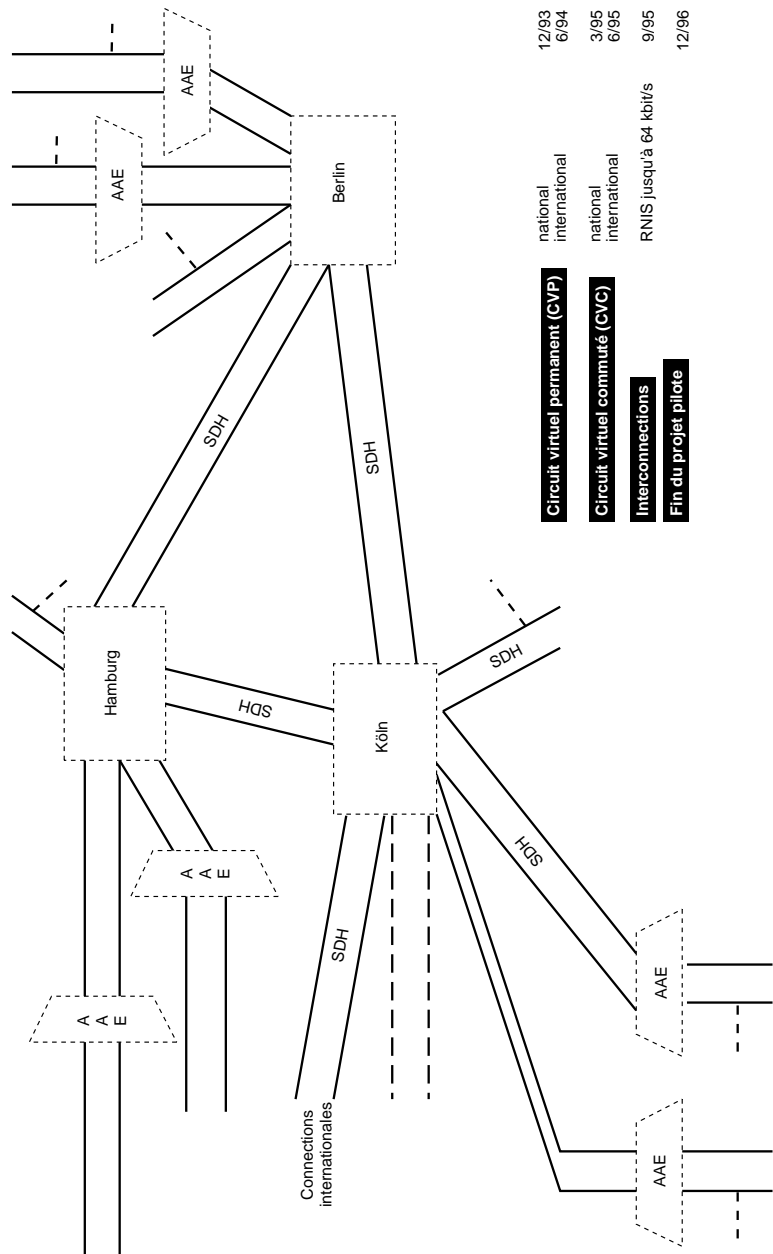 A
A
E
Hamburg
AAE
AAE
A
A
E
SDH
SDH
Connections
internationales
SDH
Berlin
SDH
Köln
SDH
SDH
AAE
AAE
Circuit virtuel permanent (CVP) national 12/93
international 6/94
Circuit virtuel commuté (CVC) national 3/95
international 6/95
Interconnections RNIS jusqu'à 64 kbit/s 9/95
Fin du projet pilote 12/96